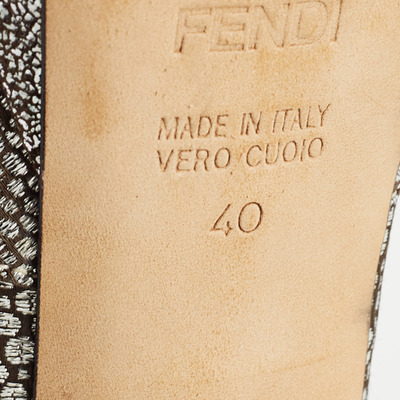 FENDI
MADE IN ITALY
VERO CUOIO
40